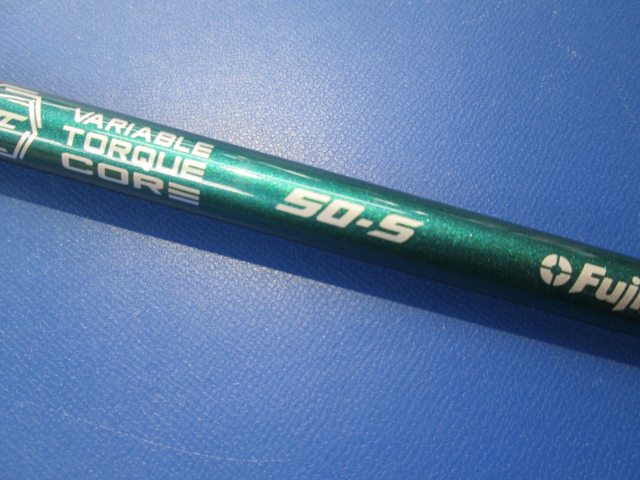 VARIABLE
TORQUE
CORE
50-S
Fuji